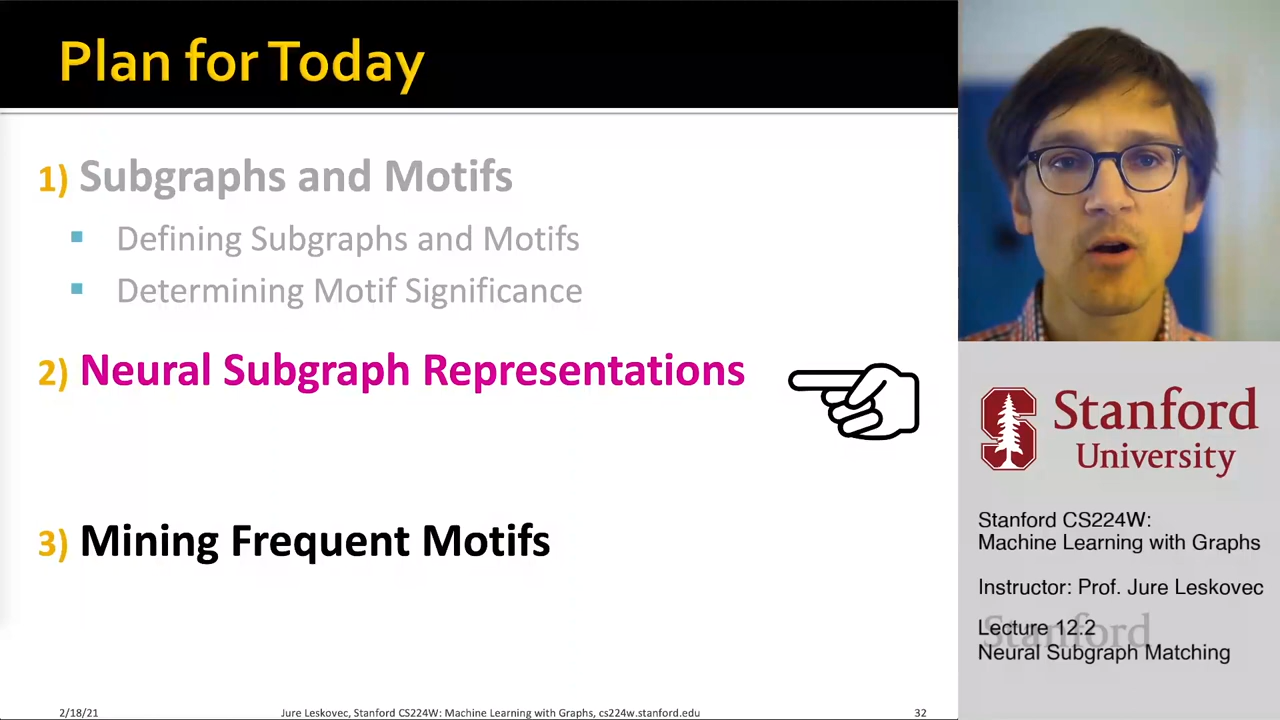 Plan for Today
1) Subgraphs and Motifs
▪ Defining Subgraphs and Motifs
▪ Determining Motif Significance
2) Neural Subgraph Representations
3) Mining Frequent Motifs
2/18/21
Jure Leskovec, Stanford CS224W: Machine Learning with Graphs, cs224w.stanford.edu
32
Stanford
University
Stanford CS224W:
Machine Learning with Graphs
Instructor: Prof. Jure Leskovec
Lecture 12.2
Stanford
Neural Subgraph Matching